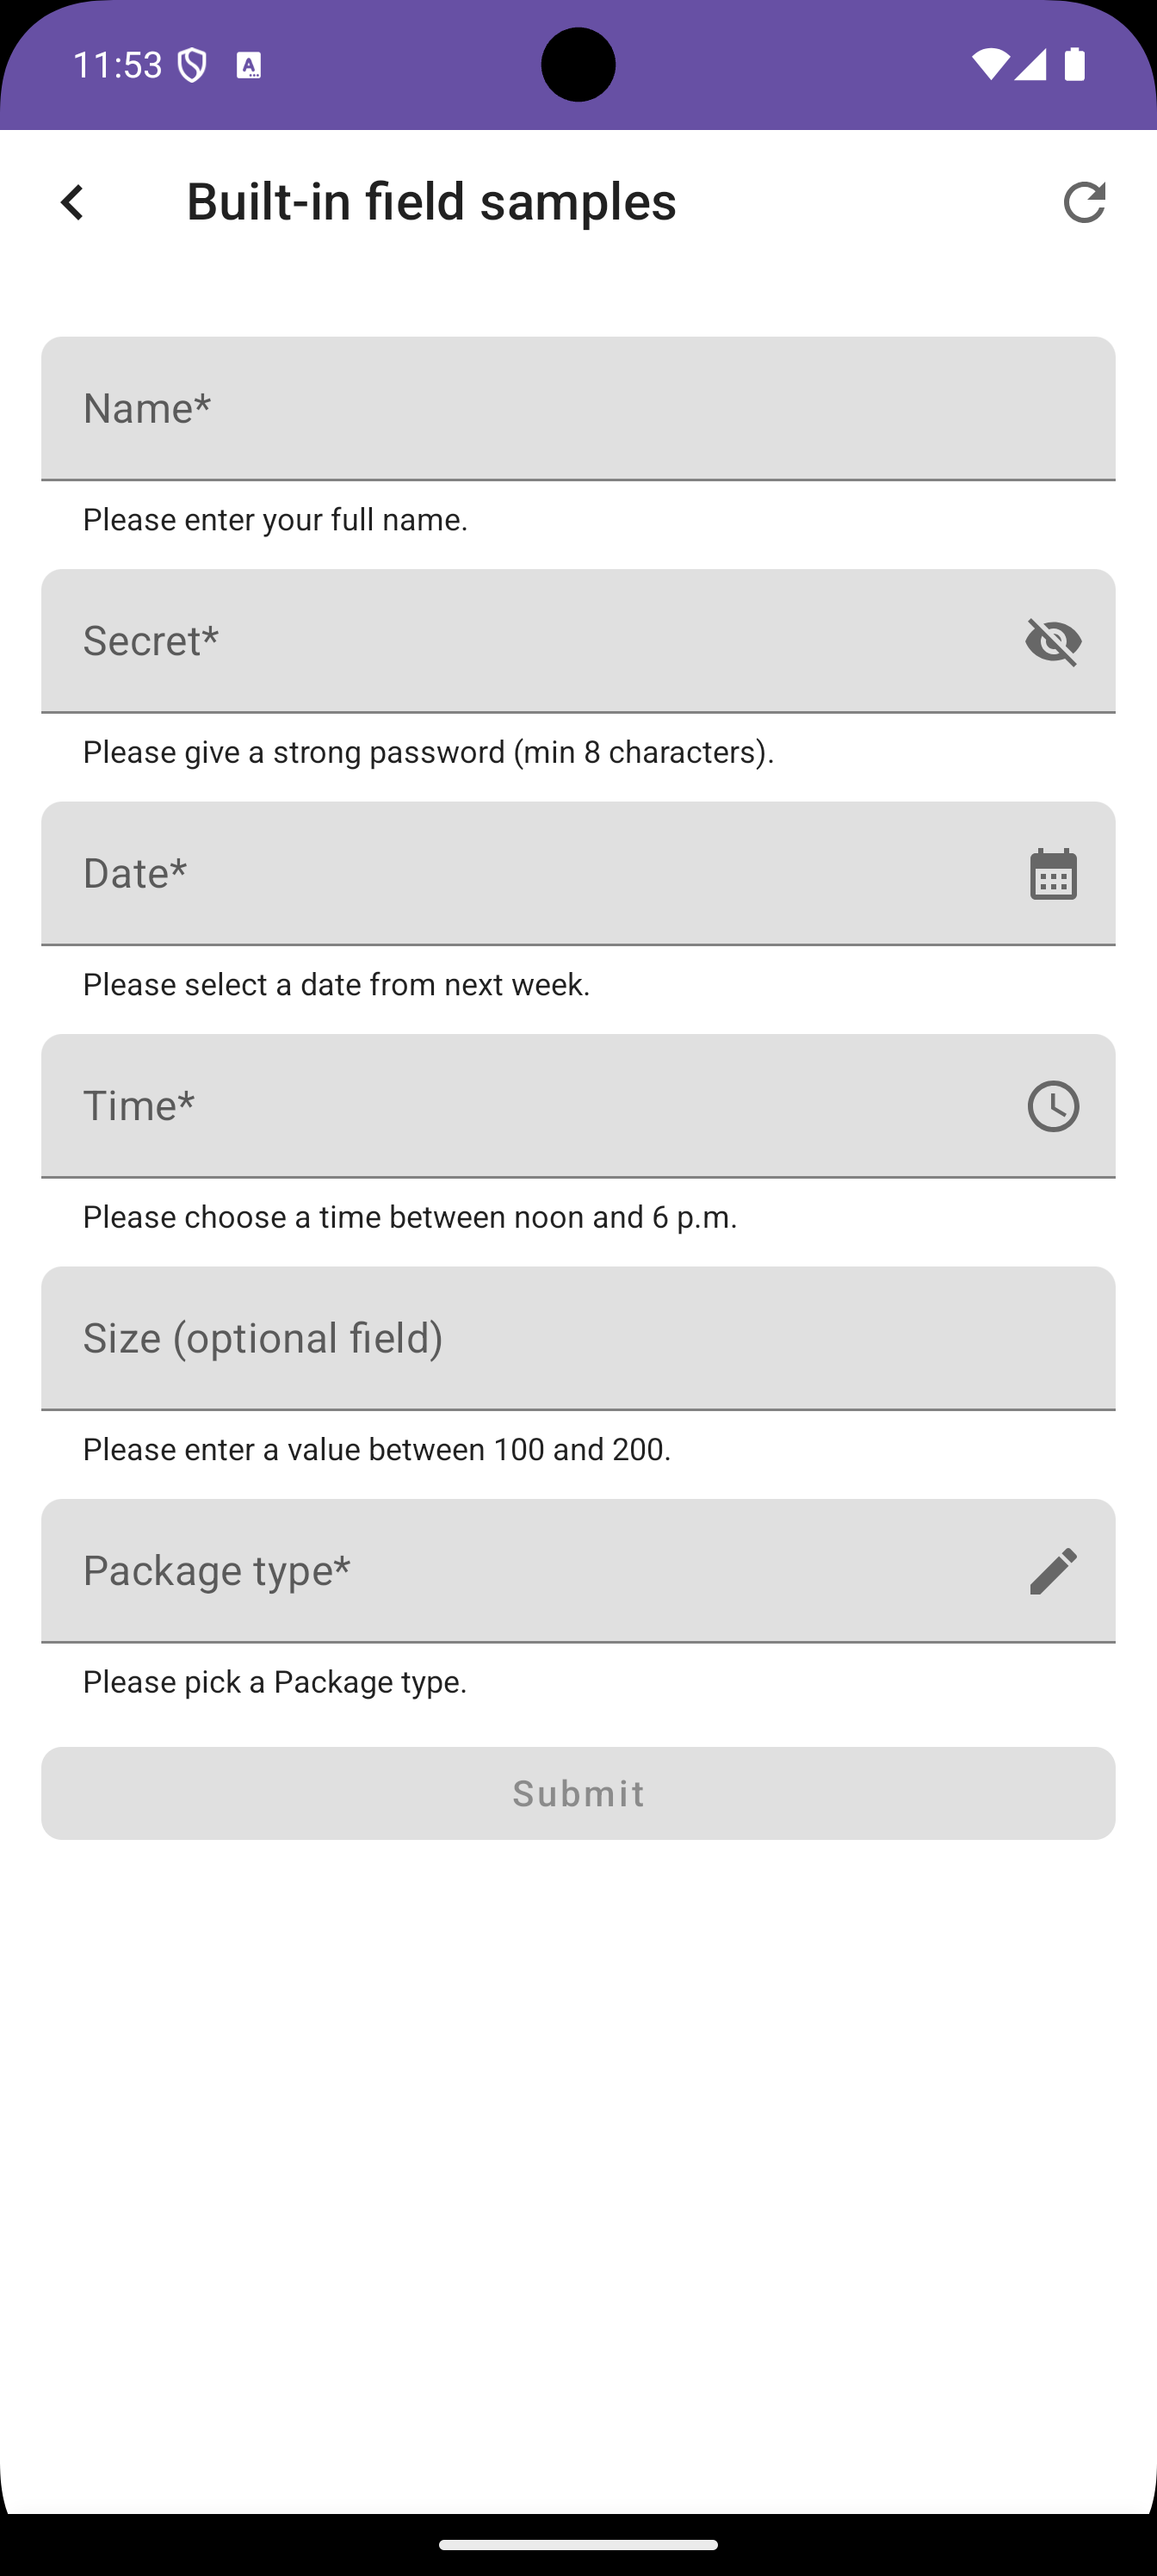 11:53
Built-in field samples
Name*
Please enter your full name.
Secret*
Please give a strong password (min 8 characters).
Date*
Please select a date from next week.
Time*
Please choose a time between noon and 6 p.m.
Size (optional field)
Please enter a value between 100 and 200.
Package type*
Please pick a Package type.
Submit